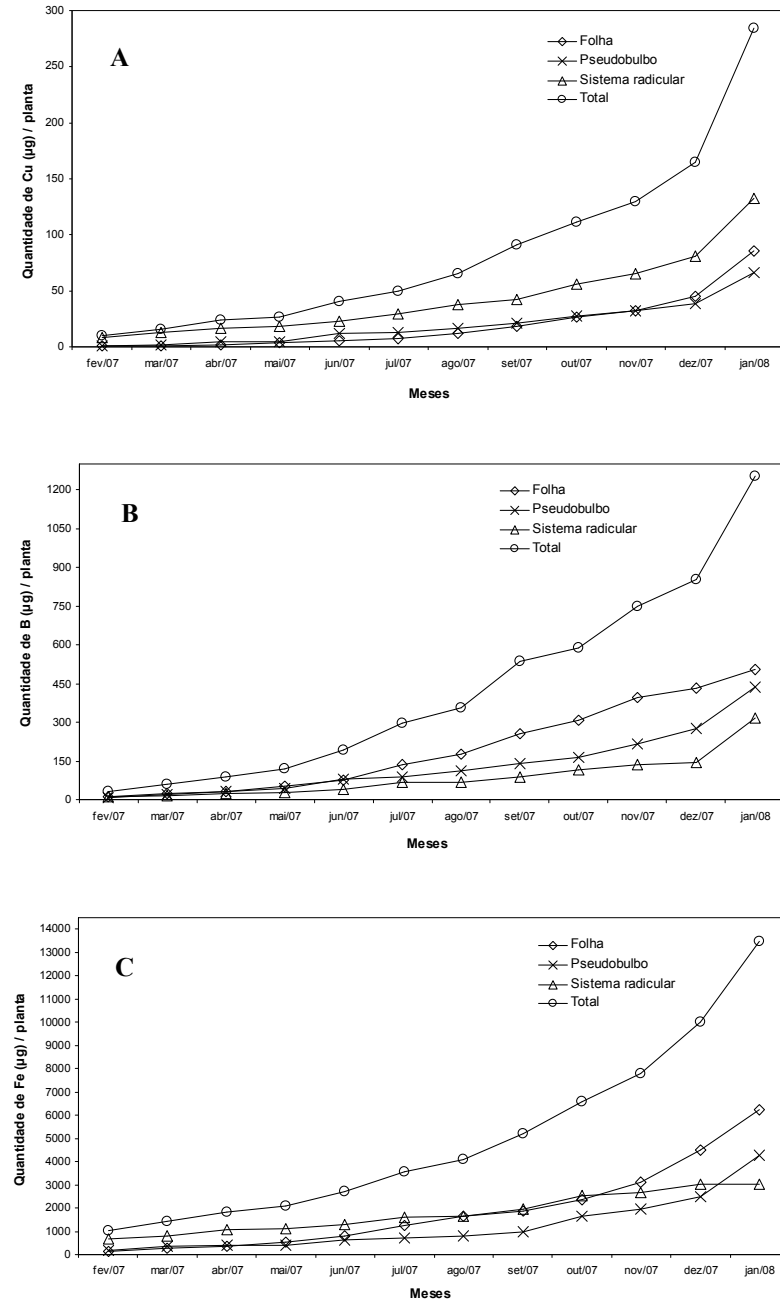 A
Folha
Pseudobulbo
Sistema radicular
Total
Quantidade de Cu (µg) / planta
300
250
200
150
100
50
0
fev/07 mar/07 abr/07 mai/07 jun/07 jul/07 ago/07 set/07 out/07 nov/07 dez/07 jan/08
Meses
B
Folha
Pseudobulbo
Sistema radicular
Total
Quantidade de B (µg) / planta
1200
1050
900
750
600
450
300
150
0
fev/07 mar/07 abr/07 mai/07 jun/07 jul/07 ago/07 set/07 out/07 nov/07 dez/07 jan/08
Meses
C
Folha
Pseudobulbo
Sistema radicular
Total
Quantidade de Fe (µg) / planta
14000
13000
12000
11000
10000
9000
8000
7000
6000
5000
4000
3000
2000
1000
0
fev/07 mar/07 abr/07 mai/07 jun/07 jul/07 ago/07 set/07 out/07 nov/07 dez/07 jan/08
Meses